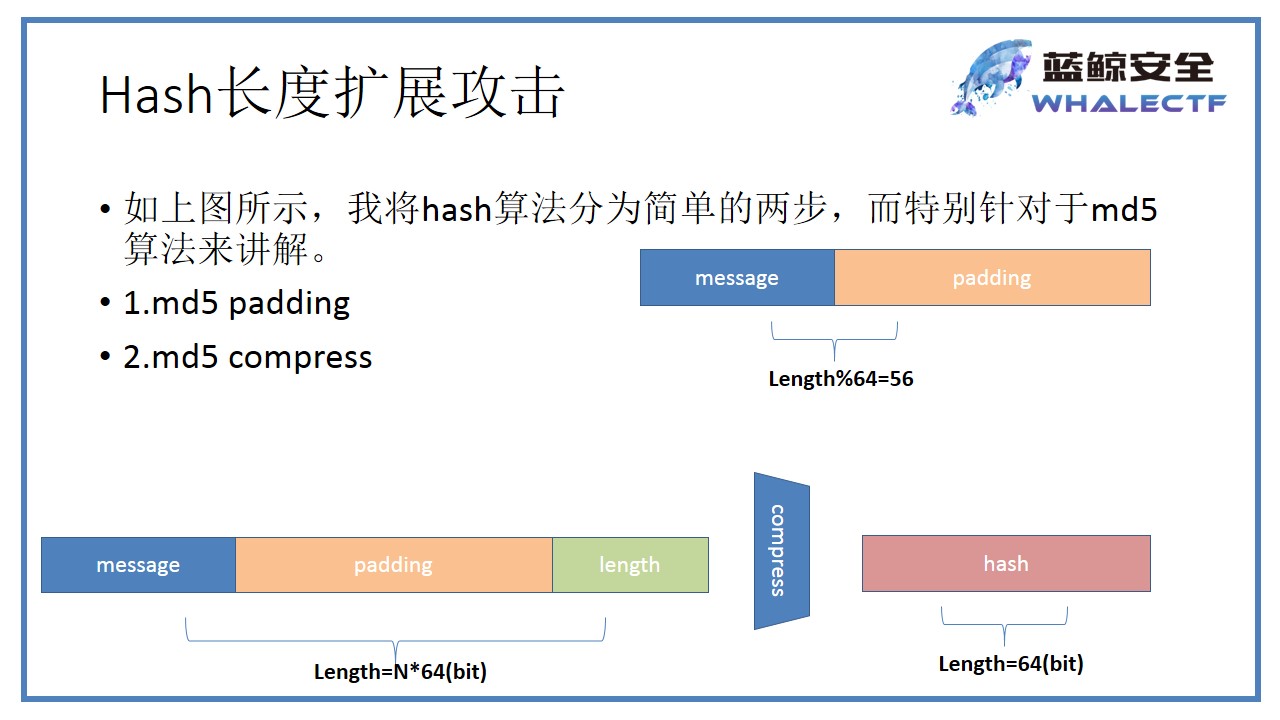 Hash长度扩展攻击
蓝鲸安全
WHALECTF
• 如上图所示，我将hash算法分为简单的两步，而特别针对于md5
算法来讲解。
• 1.md5 padding
• 2.md5 compress
message padding
Length%64=56
message padding length
compress
hash
Length=N*64(bit)
Length=64(bit)